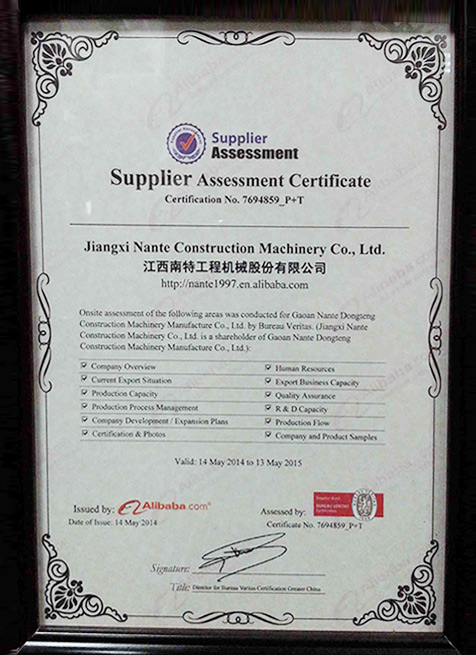 Supplier
Assessment
Supplier Assessment Certificate
Certification No. 7694859_P+T
Jiangxi Nante Construction Machinery Co., Ltd.
江西南特工程机械股份有限公司
http://nante1997.en.alibaba.com
Onsite assessment of the following areas was conducted for Gaoan Nante Dongteng
Construction Machinery Manufacture Co., Ltd. by Bureau Veritas. (Jiangxi Nante
Construction Machinery Co., Ltd. is a shareholder of Gaoan Nante Dongteng
Construction Machinery Manufacture Co., Ltd.):
Company Overview
Human Resources
Current Export Situation
Export Business Capacity
Production Capacity
Quality Assurance
Production Process Management
R & D Capacity
Company Development / Expansion Plans
Production Flow
Certification & Photos
Company and Product Samples
Valid: 14 May 2014 to 13 May 2015
Issued by: Alibaba.com
Assessed by:
BUREAU VERITAS
Certification
Date of Issue: 14 May 2014
Certificate No. 7694859_P+T
Signature:
Title: Director for Bureau Veritas Certification Greater China